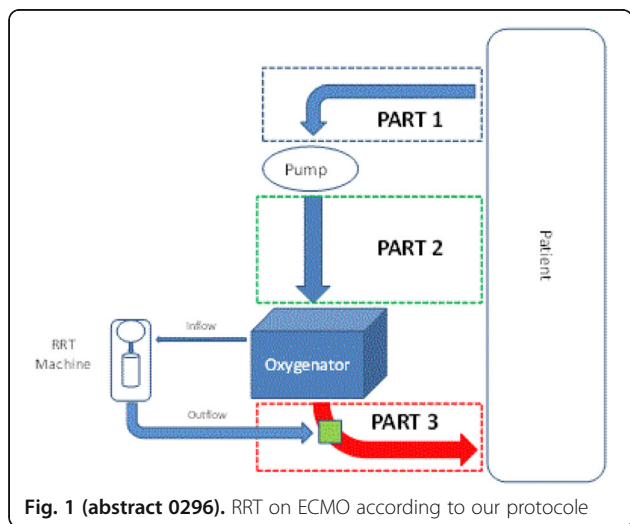 PART 1
Pump
PART 2
Patient
Inflow
RRT
Machine
Oxygenator
Outflow
PART 3
Fig. 1 (abstract 0296). RRT on ECMO according to our protocole